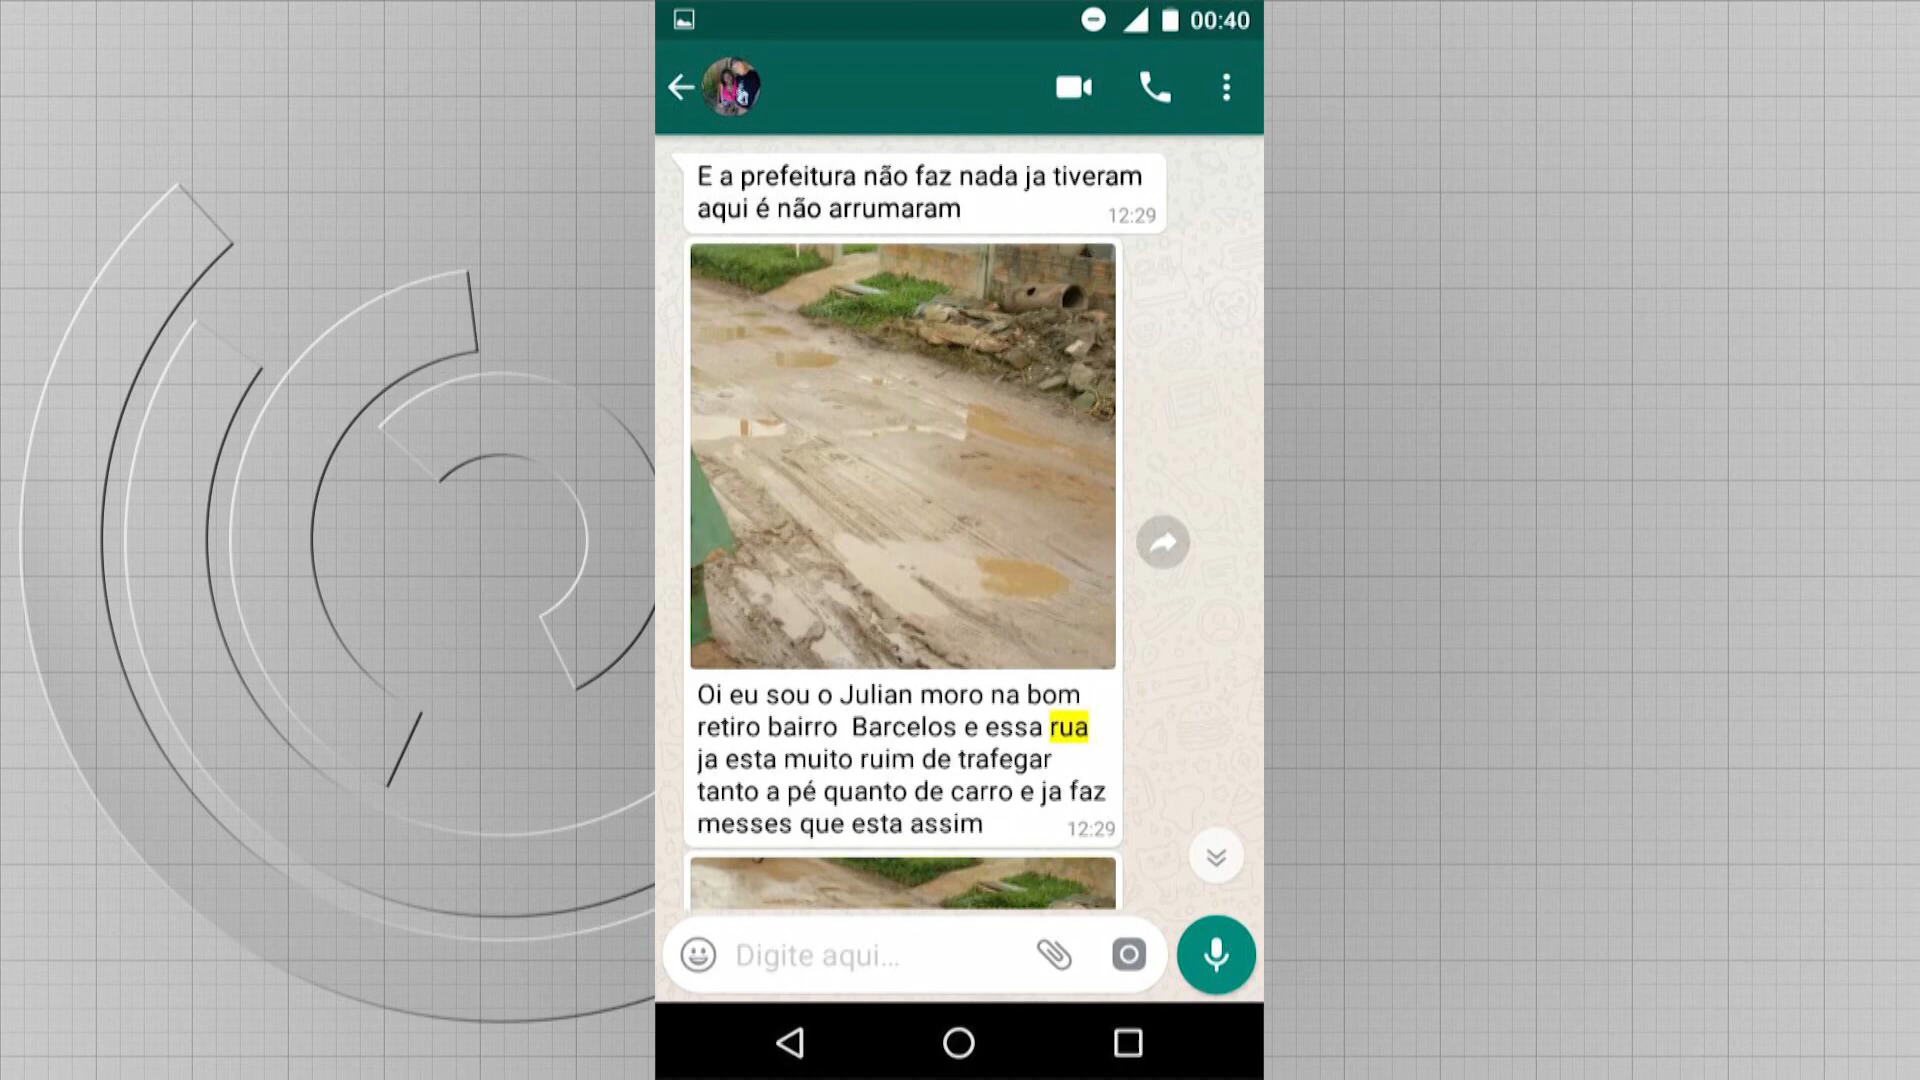 00:40
E a prefeitura não faz nada ja tiveram
aqui é não arrumaram
12:29
Oi eu sou o Julian moro na bom
retiro bairro  Barcelos e essa rua
ja esta muito ruim de trafegar
tanto a pé quanto de carro e ja faz
messes que esta assim
12:29
Digite aqui...